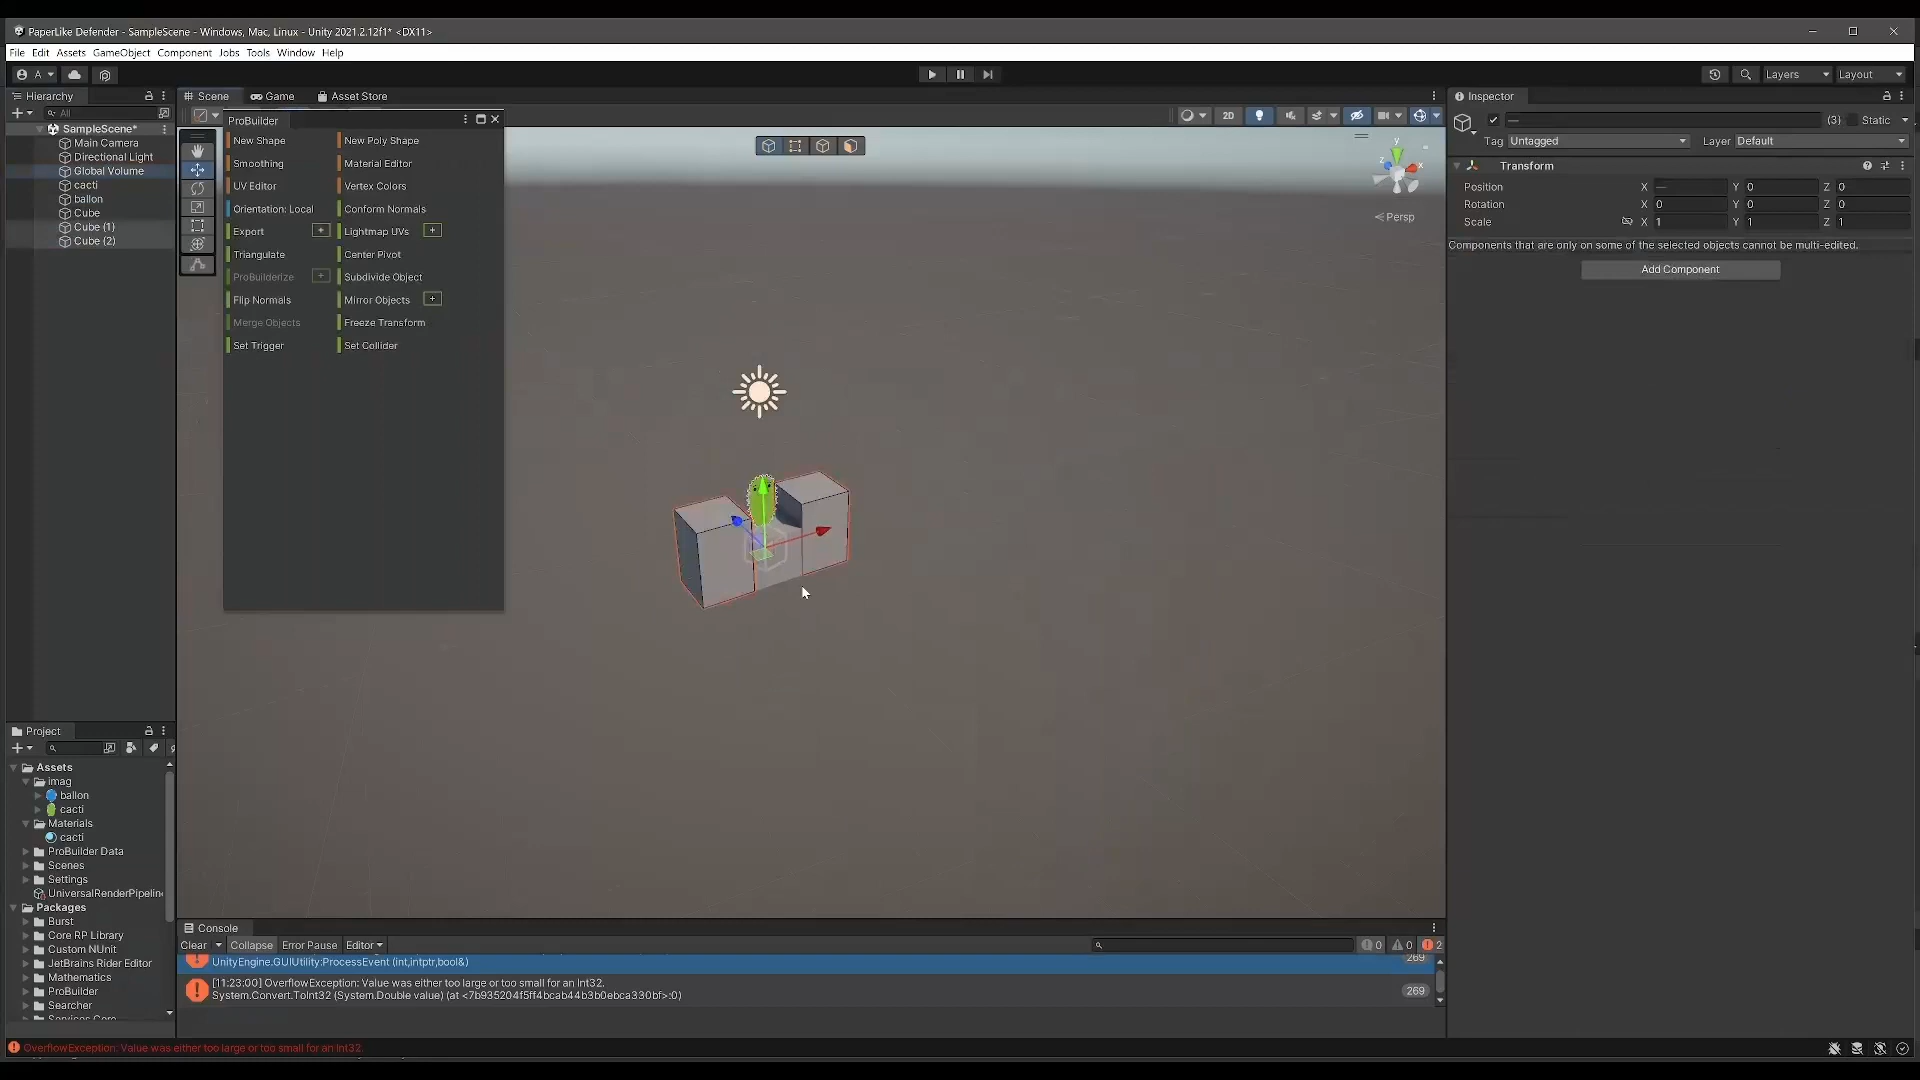 PaperLike Defender - SampleScene - Windows, Mac, Linux - Unity 2021.2.12f1* <DX11>
File Edit Assets GameObject Component Jobs Tools Window Help
A
Layers Layout
Hierarchy
All
SampleScene*
Main Camera
Directional Light
Global Volume
cacti
ballon
Cube
Cube (1)
Cube (2)
Scene Game Asset Store
2D
ProBuilder
New Shape New Poly Shape
Smoothing Material Editor
UV Editor Vertex Colors
Orientation: Local Conform Normals
Export + Lightmap UVs +
Triangulate Center Pivot
ProBuilderize + Subdivide Object
Flip Normals Mirror Objects +
Merge Objects Freeze Transform
Set Trigger Set Collider
y
z x
Persp
Inspector
— (3) Static
Tag Untagged Layer Default
Transform
Position X — Y 0 Z 0
Rotation X 0 Y 0 Z 0
Scale X 1 Y 1 Z 1
Components that are only on some of the selected objects cannot be multi-edited.
Add Component
Project
Assets
imag
ballon
cacti
Materials
cacti
ProBuilder Data
Scenes
Settings
UniversalRenderPipelin
Packages
Burst
Core RP Library
Custom NUnit
JetBrains Rider Editor
Mathematics
ProBuilder
Searcher
Services Core
Console
Clear Collapse Error Pause Editor
0 0 2
UnityEngine.GUIUtility:ProcessEvent (int,intptr,bool&)
269
[11:23:00] OverflowException: Value was either too large or too small for an Int32.
System.Convert.ToInt32 (System.Double value) (at <7b935204f5ff4bcab44b3b0ebca330bf>:0)
269
OverflowException: Value was either too large or too small for an Int32.